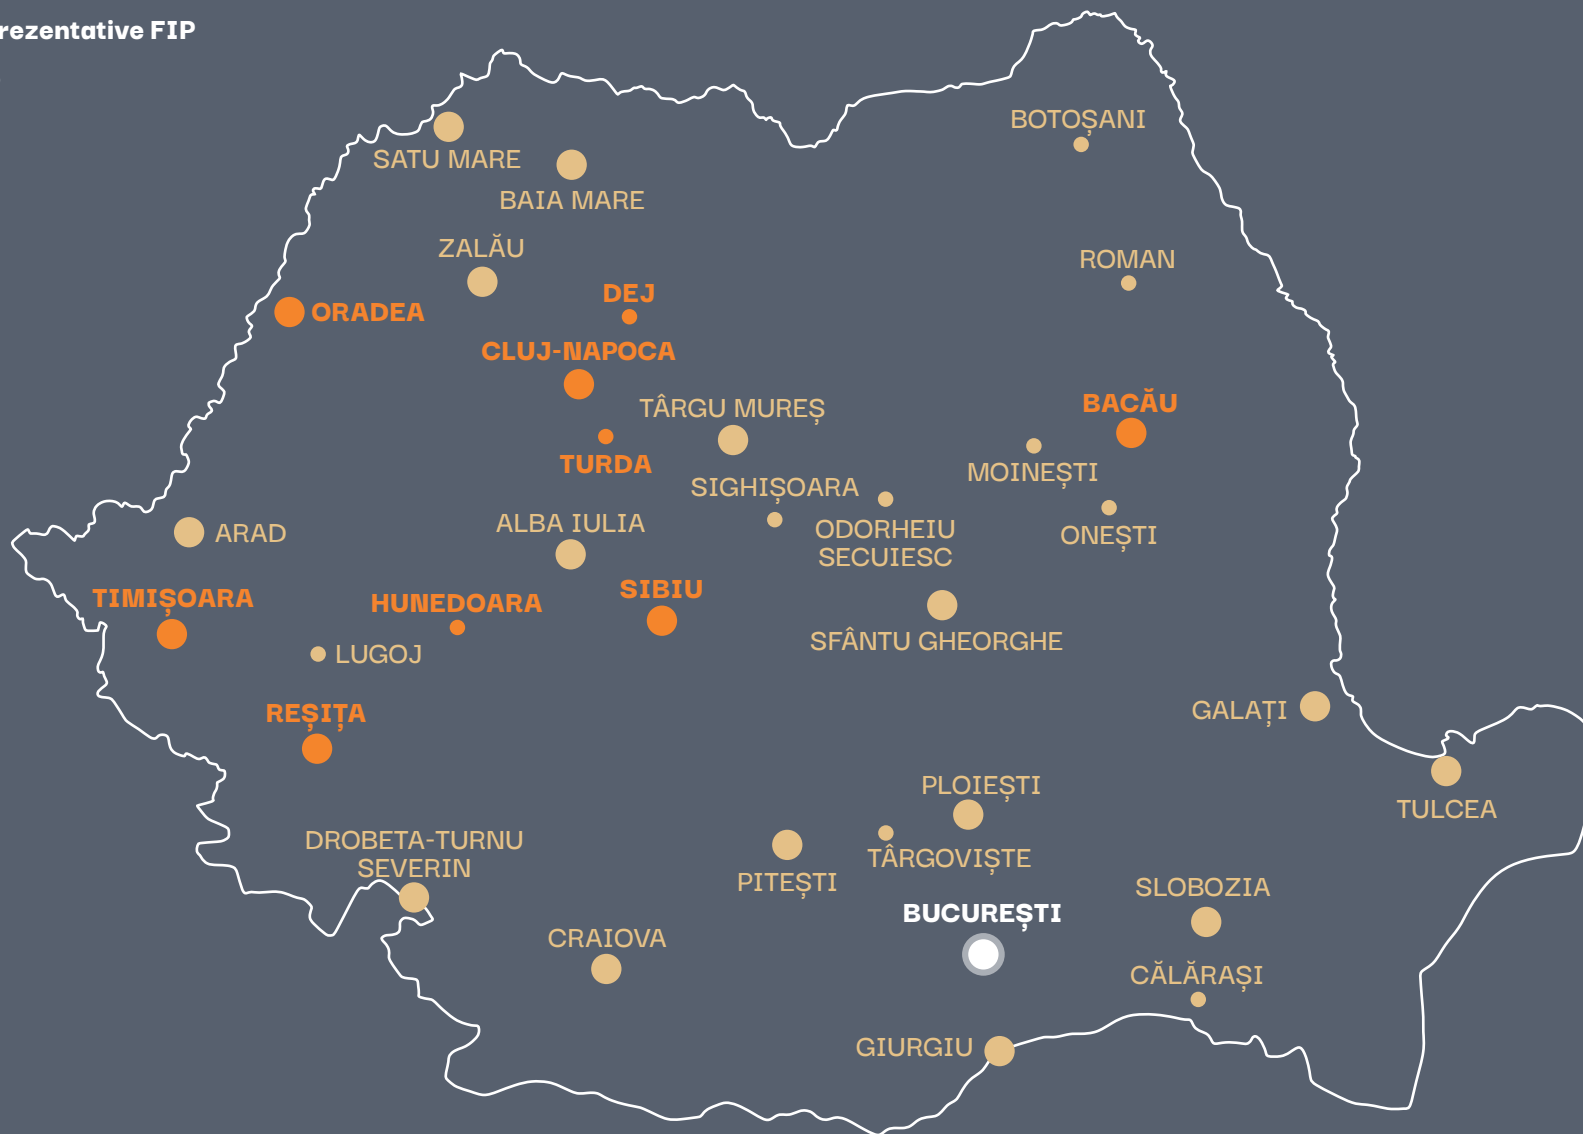 rezentative FIP
BOTOȘANI
SATU MARE
BAIA MARE
ZALĂU
ROMAN
DEJ
ORADEA
CLUJ-NAPOCA
BACĂU
TÂRGU MUREȘ
TURDA
MOINEȘTI
SIGHIȘOARA
ALBA IULIA
ODORHEIU
SECUIESC
ARAD
ONEȘTI
SIBIU
TIMIȘOARA
HUNEDOARA
SFÂNTU GHEORGHE
LUGOJ
GALAȚI
REȘIȚA
PLOIEȘTI
TULCEA
DROBETA-TURNU
SEVERIN
TÂRGOVIȘTE
PITEȘTI
SLOBOZIA
BUCUREȘTI
CRAIOVA
CĂLĂRAȘI
GIURGIU